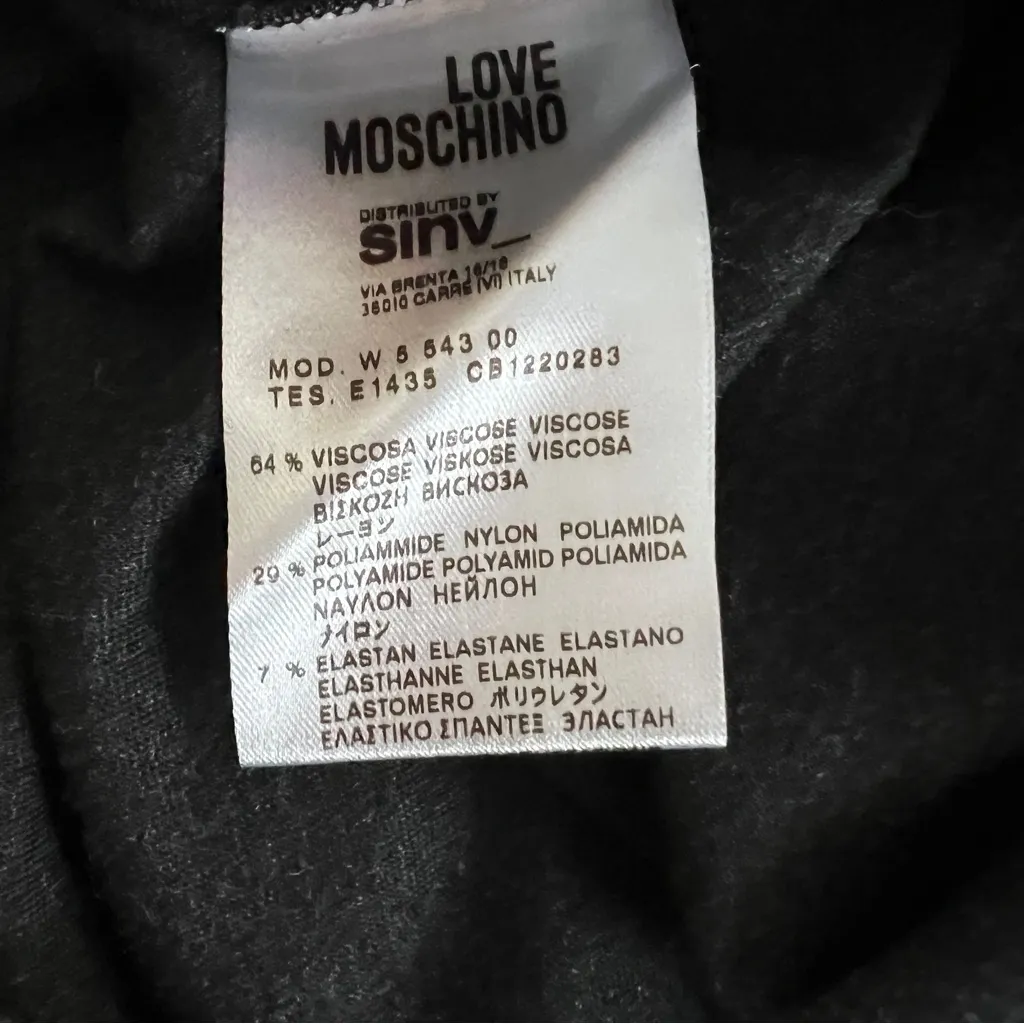 LOVE
MOSCHINO
DISTRIBUTED BY
sinv_
VIA BRENTA 16/18
36010 CARRÈ (VI) ITALY
MOD. W 5 543 00
TES. E1435 CB1220283
64 % VISCOSA VISCOSE VISCOSE
VISCOSE VISKOSE VISCOSA
ΒΙΣΚΟΖΗ ВИСКОЗА
レーヨン
29 % POLIAMMIDE NYLON POLIAMIDA
POLYAMIDE POLYAMID POLIAMIDA
ΝΑΥΛΟΝ НЕЙЛОН
ナイロン
7 % ELASTAN ELASTANE ELASTANO
ELASTHANNE ELASTHAN
ELASTOMERO ポリウレタン
ΕΛΑΣΤΙΚΟ ΣΠΑΝΤΕΞ ЭЛАСТАН